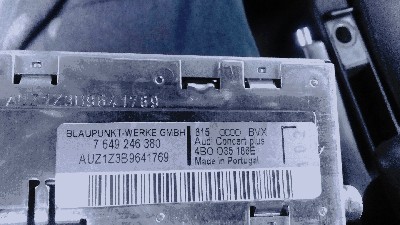 AUZ1Z3B9641769
BLAUPUNKT-WERKE GMBH
7 649 246 380
AUZ1Z3B9641769
815 0000 BVX
Audi Concert plus
4B0 035 186E
Made in Portugal